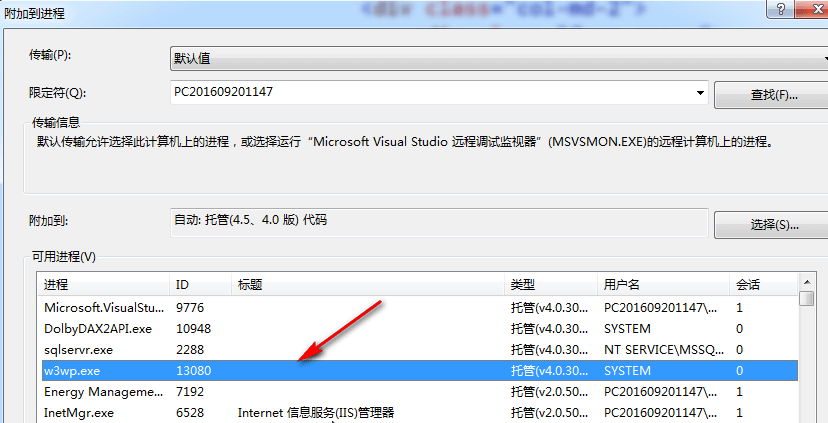 <div class="col-md-2">
附加到进程
传输(P):
默认值
限定符(Q):
PC201609201147
查找(F)...
传输信息
默认传输允许选择此计算机上的进程，或选择运行“Microsoft Visual Studio 远程调试监视器”(MSVSMON.EXE)的远程计算机上的进程。
附加到:
自动: 托管(4.5、4.0 版) 代码
选择(S)...
可用进程(V)
进程 ID 标题 类型 用户名 会话
Microsoft.VisualStu... 9776 托管(v4.0.30... PC201609201147\... 1
DolbyDAX2API.exe 10948 托管(v4.0.30... SYSTEM 0
sqlservr.exe 2288 托管(v4.0.30... NT SERVICE\MSSQ... 0
w3wp.exe 13080 托管(v4.0.30... SYSTEM 0
Energy Manageme... 7192 托管(v2.0.50... PC201609201147\... 1
InetMgr.exe 6528 Internet 信息服务(IIS)管理器 托管(v2.0.50... PC201609201147\... 1